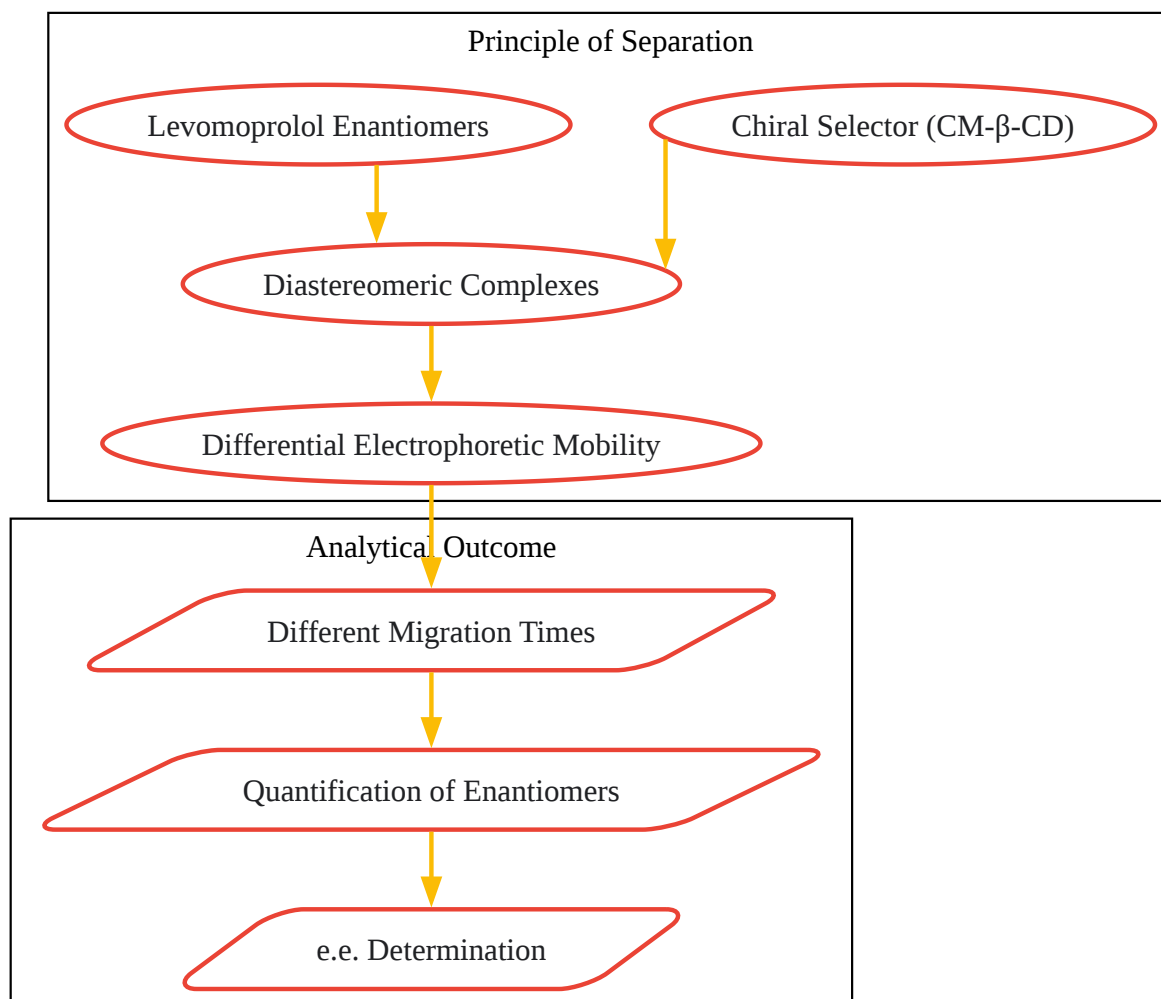 Principle of Separation
Levomoprolol Enantiomers
Chiral Selector (CM-β-CD)
Diastereomeric Complexes
Differential Electrophoretic Mobility
Analytical Outcome
Different Migration Times
Quantification of Enantiomers
e.e. Determination